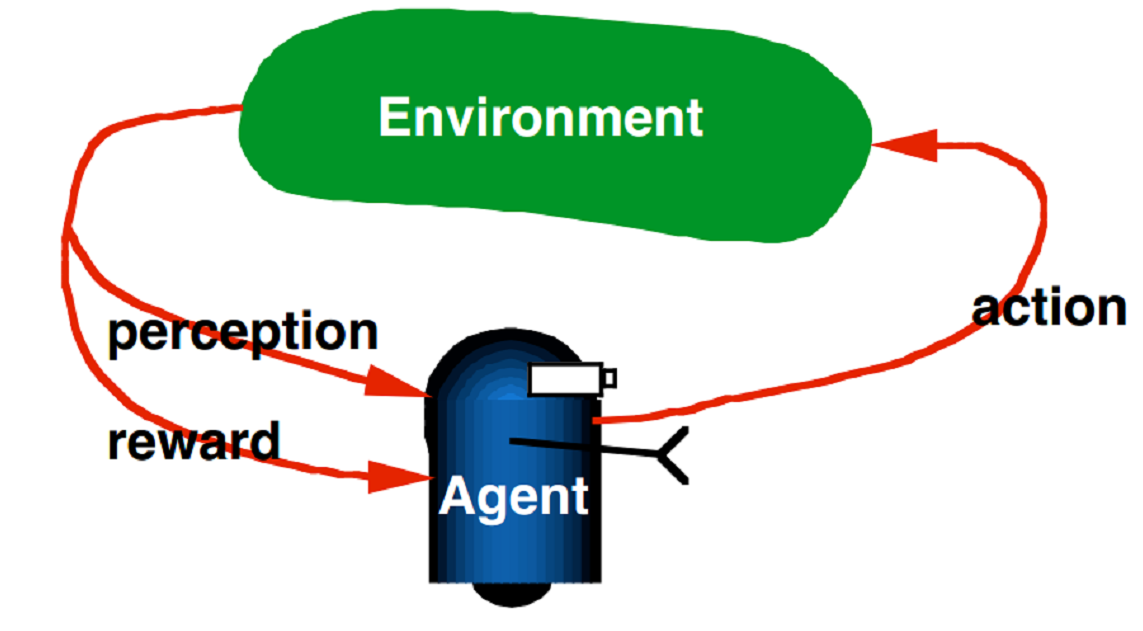 Environment
perception
action
reward
Agent